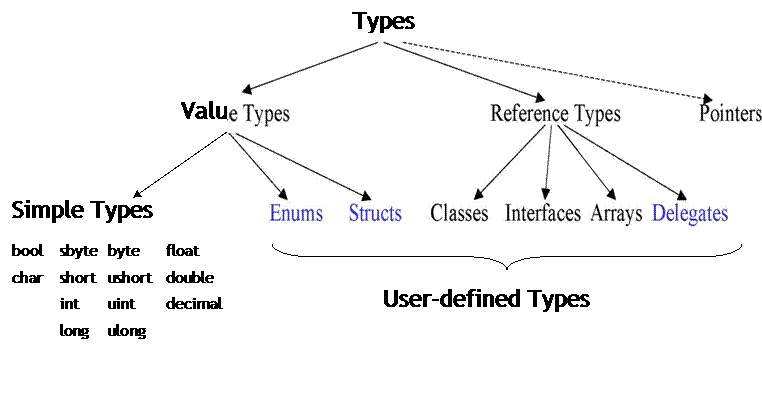 Types
Value Types Reference Types Pointers
Simple Types Enums Structs Classes Interfaces Arrays Delegates
bool sbyte byte float
char short ushort double
int uint decimal
long ulong
User-defined Types